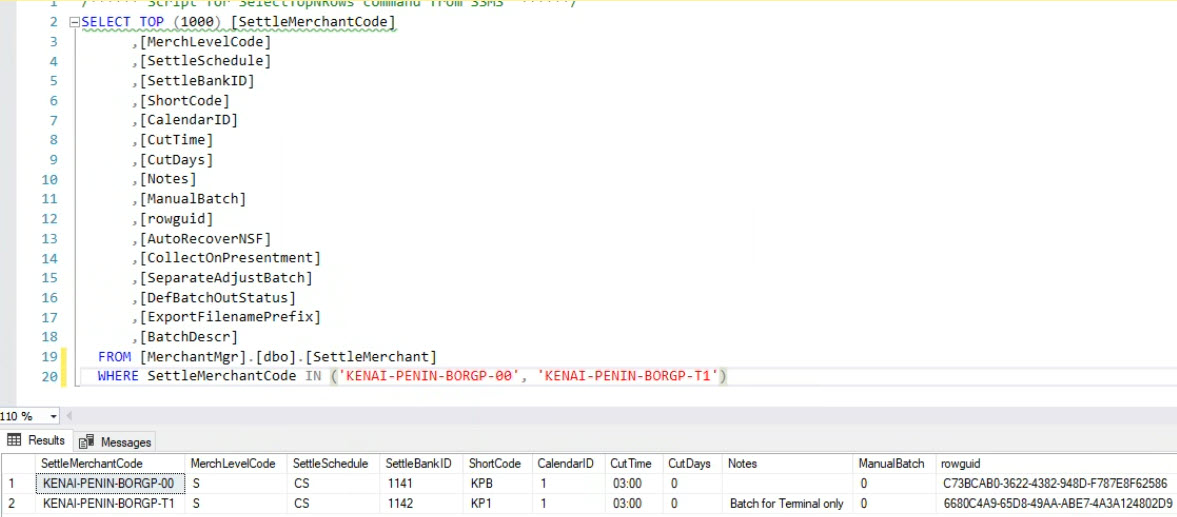 1 /****** Script for SelectTopNRows command from SSMS ******/
2 SELECT TOP (1000) [SettleMerchantCode]
3 ,[MerchLevelCode]
4 ,[SettleSchedule]
5 ,[SettleBankID]
6 ,[ShortCode]
7 ,[CalendarID]
8 ,[CutTime]
9 ,[CutDays]
10 ,[Notes]
11 ,[ManualBatch]
12 ,[rowguid]
13 ,[AutoRecoverNSF]
14 ,[CollectOnPresentment]
15 ,[SeparateAdjustBatch]
16 ,[DefBatchOutStatus]
17 ,[ExportFilenamePrefix]
18 ,[BatchDescr]
19 FROM [MerchantMgr].[dbo].[SettleMerchant]
20 WHERE SettleMerchantCode IN ('KENAI-PENIN-BORGP-00', 'KENAI-PENIN-BORGP-T1')
110 %
Results Messages
SettleMerchantCode MerchLevelCode SettleSchedule SettleBankID ShortCode CalendarID CutTime CutDays Notes ManualBatch rowguid
1 KENAI-PENIN-BORGP-00 S CS 1141 KPB 1 03:00 0 0 C73BCAB0-3622-4382-948D-F787E8F62586
2 KENAI-PENIN-BORGP-T1 S CS 1142 KP1 1 03:00 0 Batch for Terminal only 0 6680C4A9-65D8-49AA-ABE7-4A3A124802D9